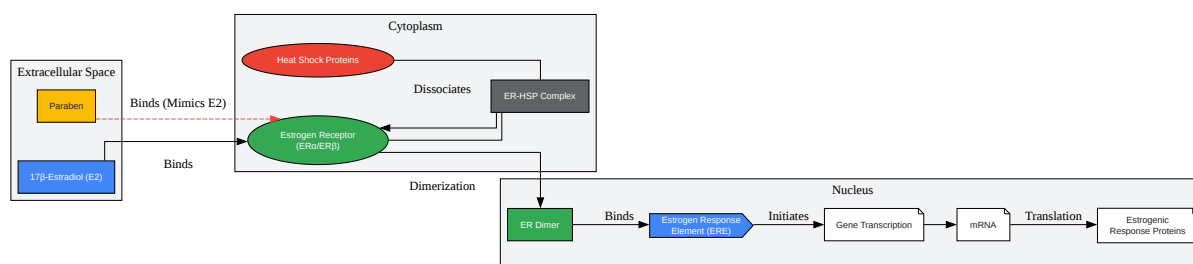 Cytoplasm
Extracellular Space
Heat Shock Proteins
Paraben
Binds (Mimics E2)
Dissociates
ER-HSP Complex
Estrogen Receptor
(ERα/ERβ)
17β-Estradiol (E2)
Binds
Dimerization
Nucleus
ER Dimer
Binds
Estrogen Response
Element (ERE)
Initiates
Gene Transcription
mRNA
Translation
Estrogenic
Response Proteins